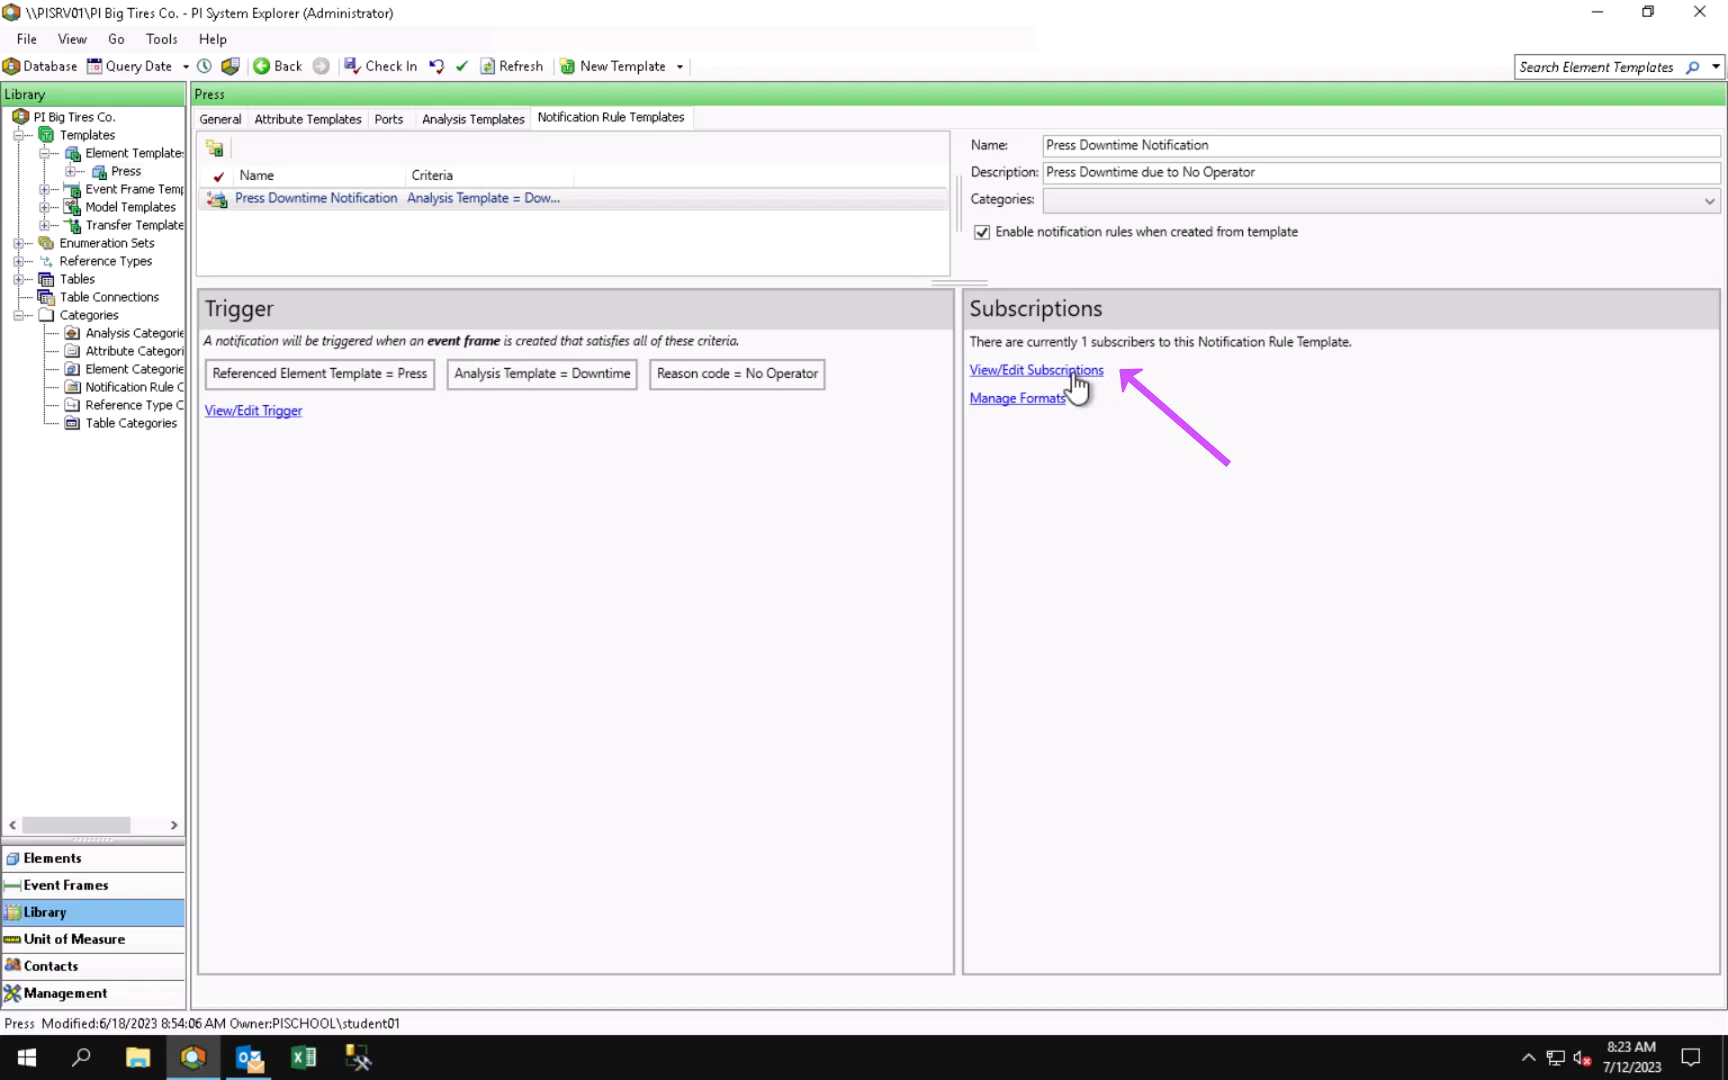 \\PISRV01\PI Big Tires Co. - PI System Explorer (Administrator)
File View Go Tools Help
Database Query Date Back Check In Refresh New Template
Search Element Templates
Library
PI Big Tires Co.
Templates
Element Template:
Press
Event Frame Temp
Model Templates
Transfer Template
Enumeration Sets
Reference Types
Tables
Table Connections
Categories
Analysis Categorie
Attribute Categori
Element Categorie
Notification Rule C
Reference Type C
Table Categories
Elements
Event Frames
Library
Unit of Measure
Contacts
Management
Press
General Attribute Templates Ports Analysis Templates Notification Rule Templates
Name Criteria
Press Downtime Notification Analysis Template = Dow...
Name: Press Downtime Notification
Description: Press Downtime due to No Operator
Categories:
Enable notification rules when created from template
Trigger
A notification will be triggered when an event frame is created that satisfies all of these criteria.
Referenced Element Template = Press Analysis Template = Downtime Reason code = No Operator
View/Edit Trigger
Subscriptions
There are currently 1 subscribers to this Notification Rule Template.
View/Edit Subscriptions
Manage Formats
Press Modified:6/18/2023 8:54:06 AM Owner:PISCHOOL\student01
8:23 AM
7/12/2023